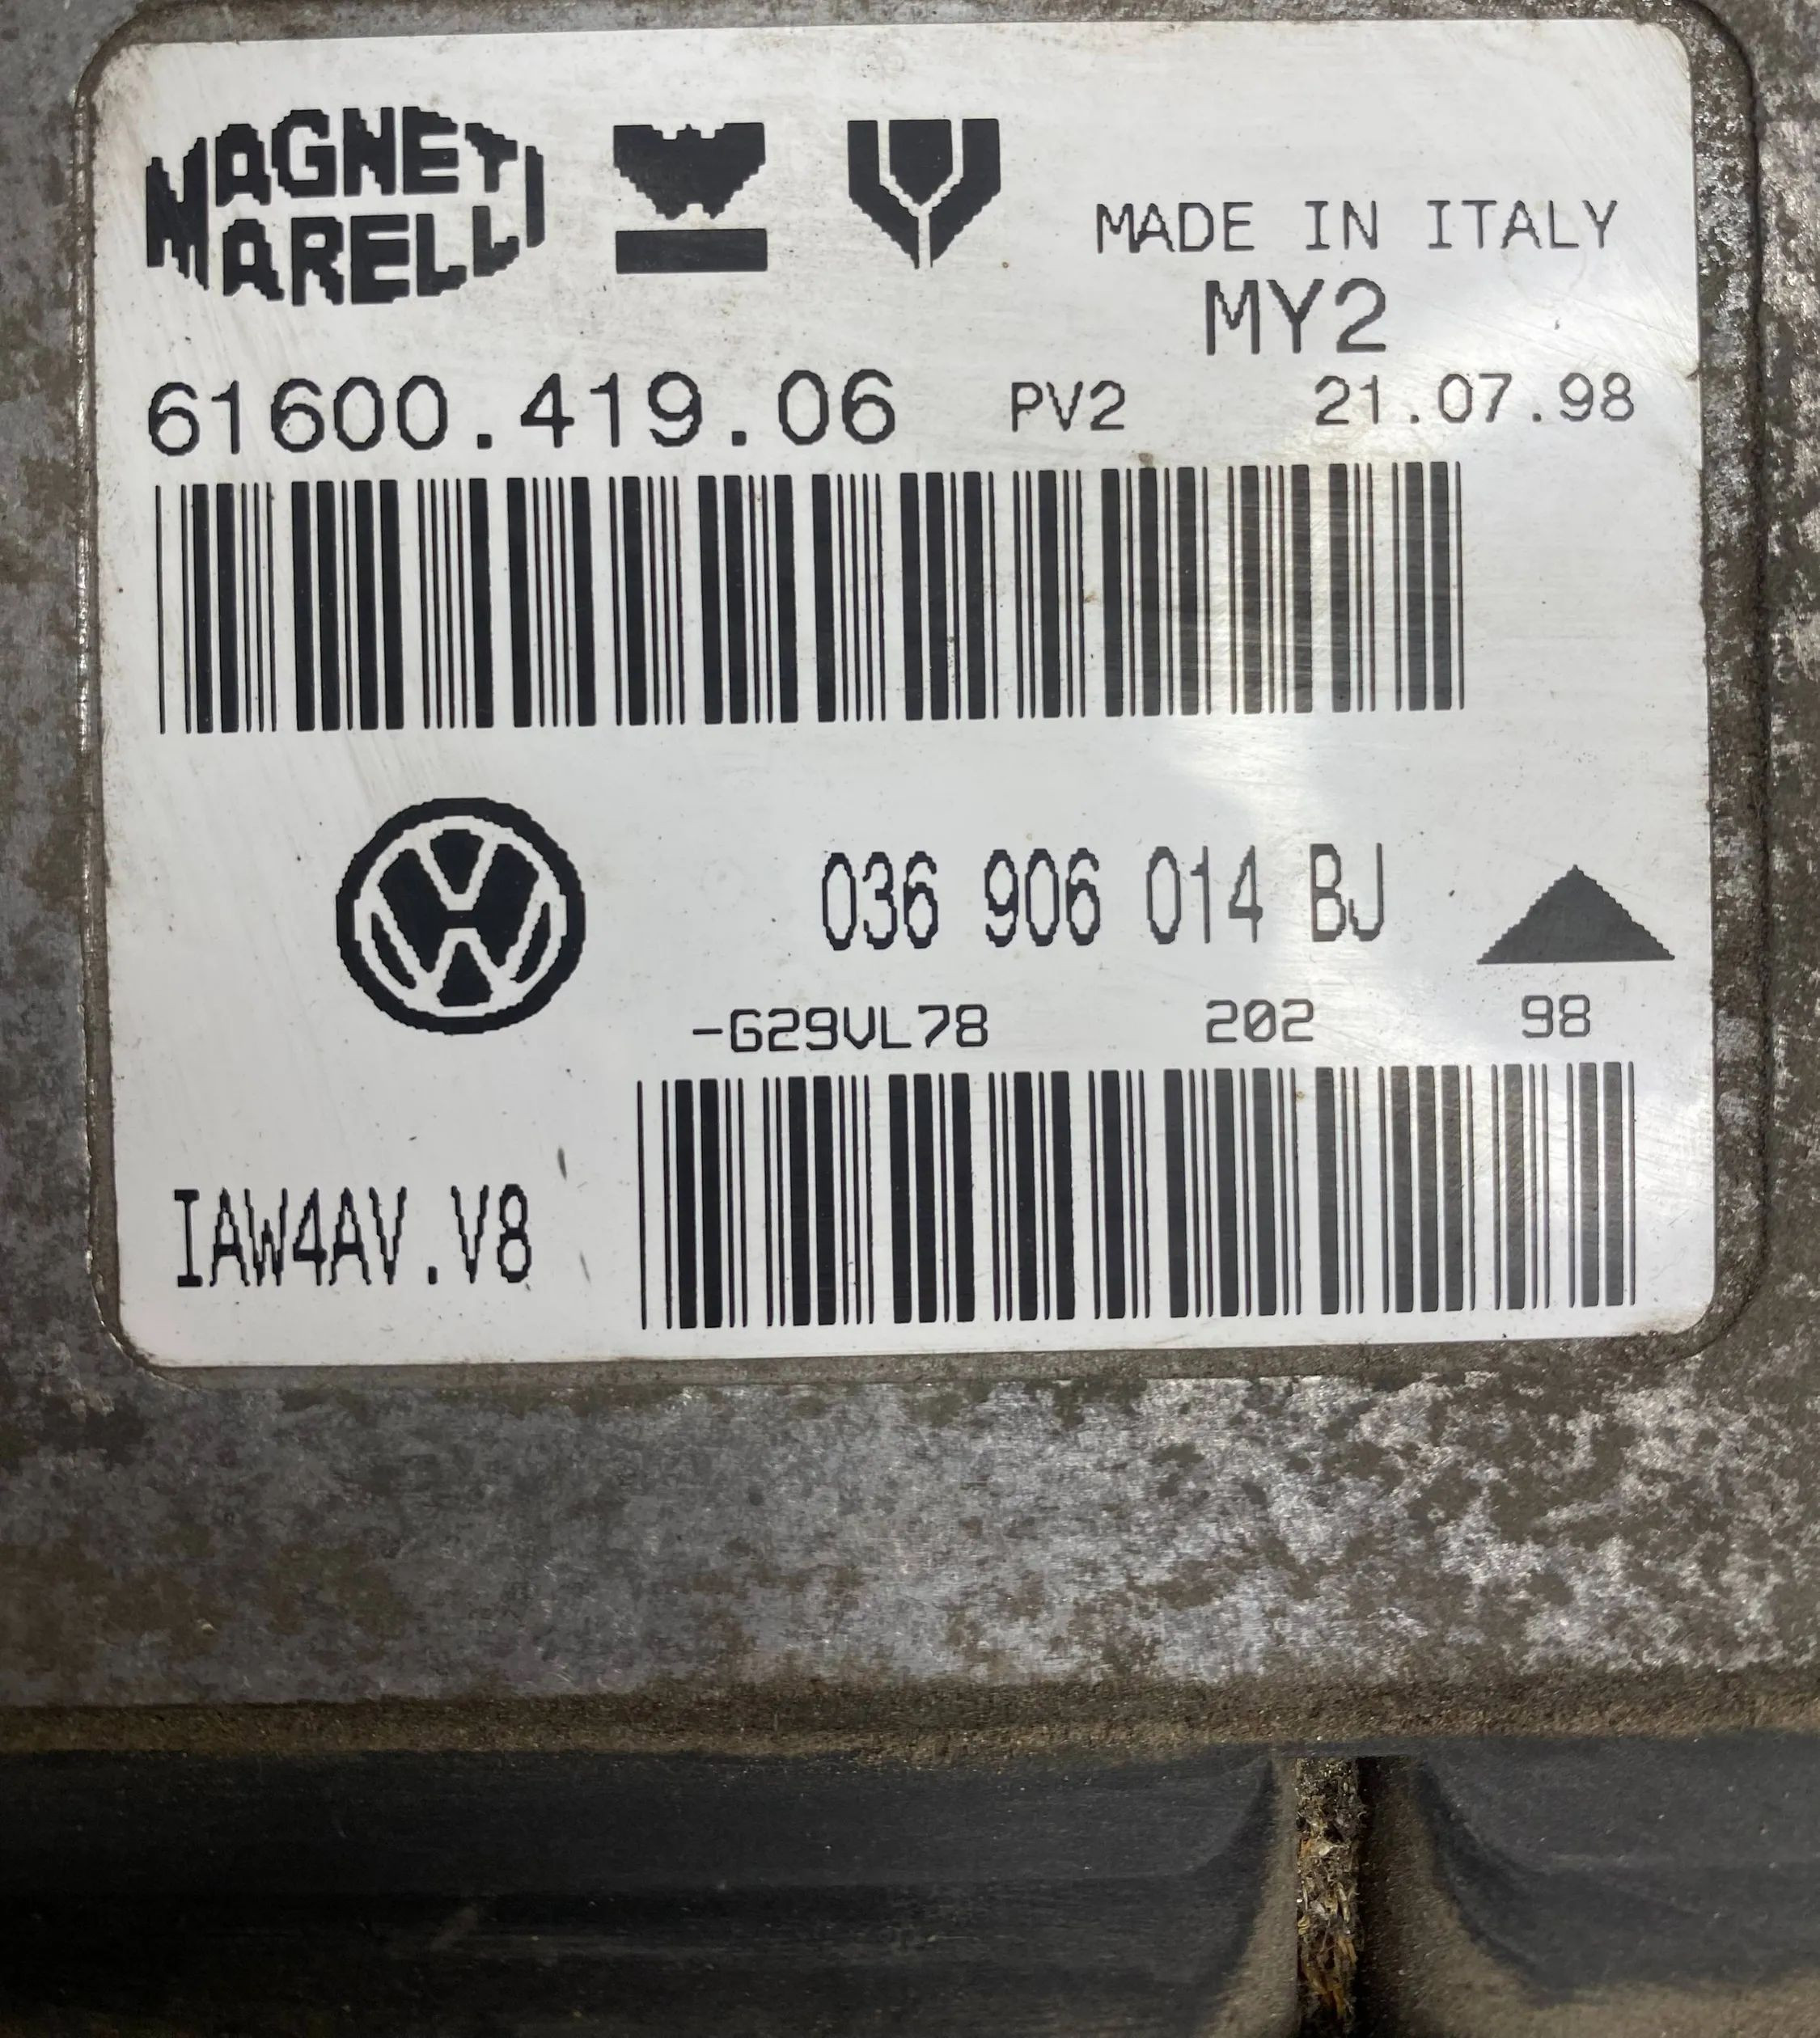 MAGNETI
MARELLI
MADE IN ITALY
MY2
61600.419.06 PV2 21.07.98
036 906 014 BJ
-G29VL78 202 98
IAW4AV.V8